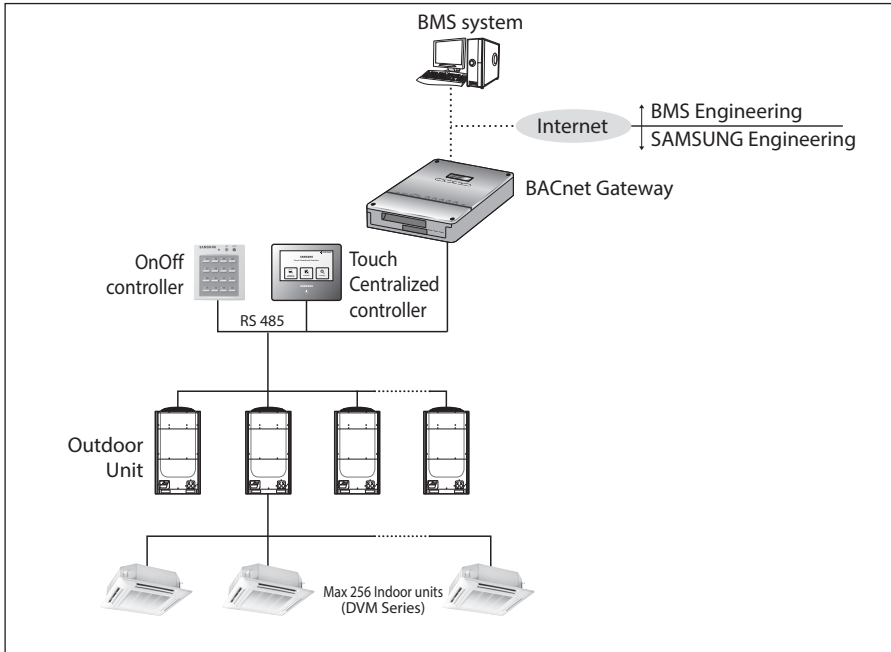 BMS system
Internet
BMS Engineering
SAMSUNG Engineering
BACnet Gateway
OnOff
controller
SAMSUNG
Touch
Centralized
controller
RS 485
Outdoor
Unit
Max 256 Indoor units
(DVM Series)